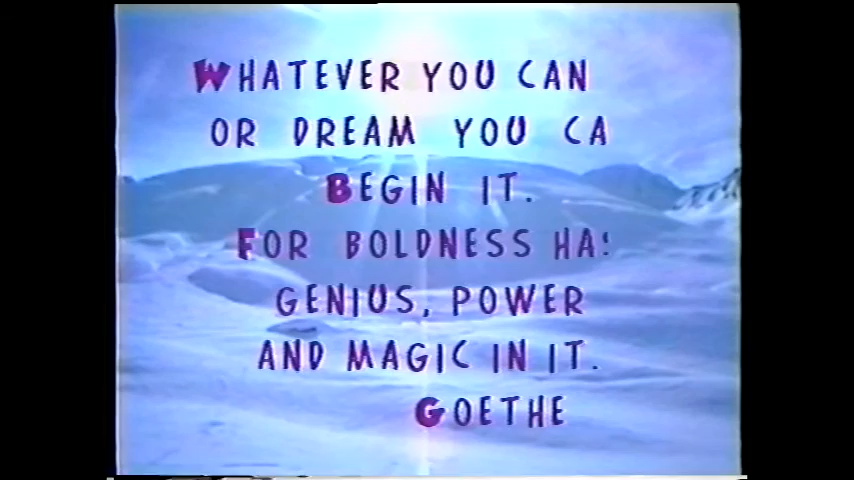 WHATEVER YOU CAN
OR DREAM YOU CA
BEGIN IT.
FOR BOLDNESS HA
GENIUS, POWER
AND MAGIC IN IT.
GOETHE